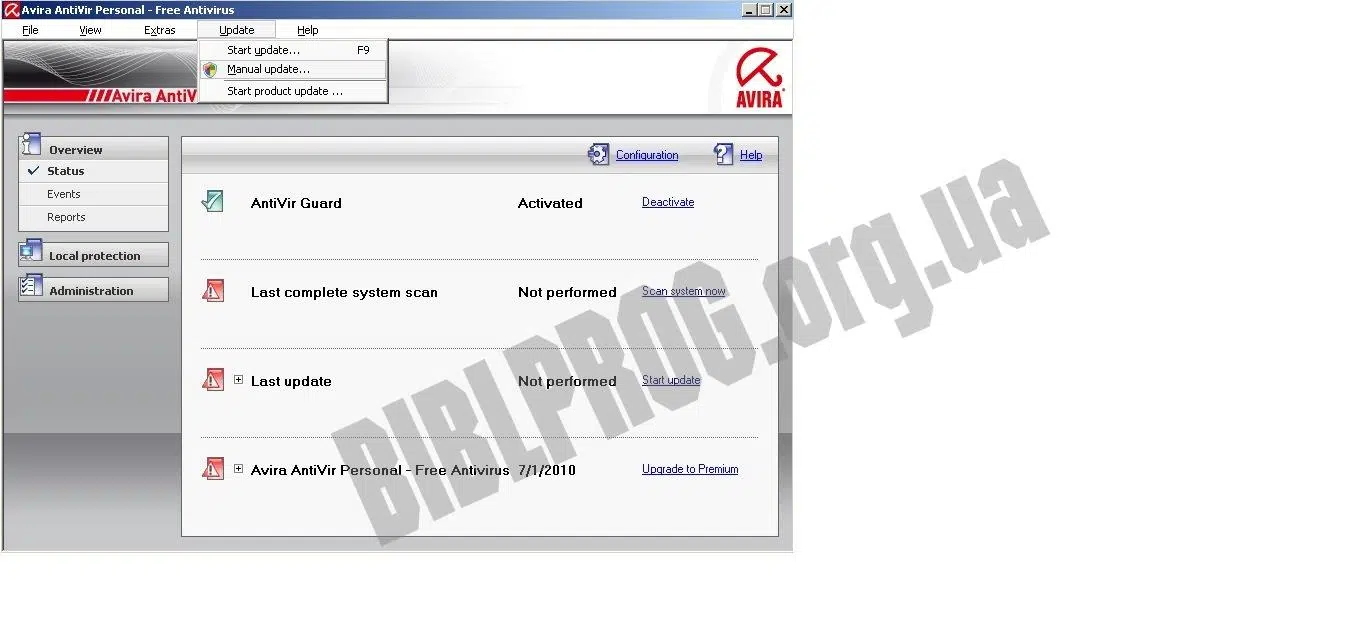 Avira AntiVir Personal - Free Antivirus
File View Extras Update Help
Start update... F9
Manual update...
Start product update ...
Avira AntiV
AVIRA
Overview
Status
Events
Reports
Local protection
Administration
Configuration Help
AntiVir Guard Activated Deactivate
Last complete system scan Not performed Scan system now
Last update Not performed Start update
Avira AntiVir Personal - Free Antivirus 7/1/2010 Upgrade to Premium
BIBLPROG.org.ua